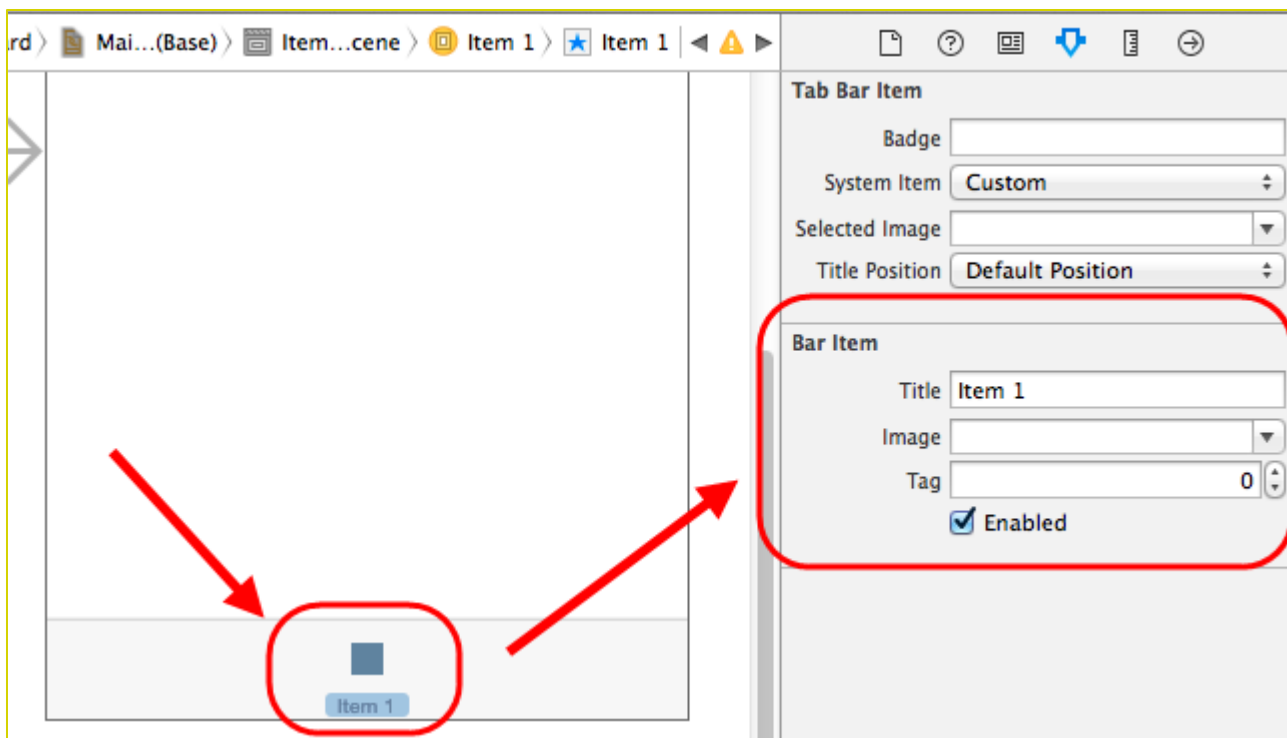 rd 〉 Mai...(Base) 〉 Item...cene 〉 Item 1 〉 Item 1
Tab Bar Item
Badge
System Item Custom
Selected Image
Title Position Default Position
Bar Item
Title Item 1
Image
Tag 0
Enabled
Item 1